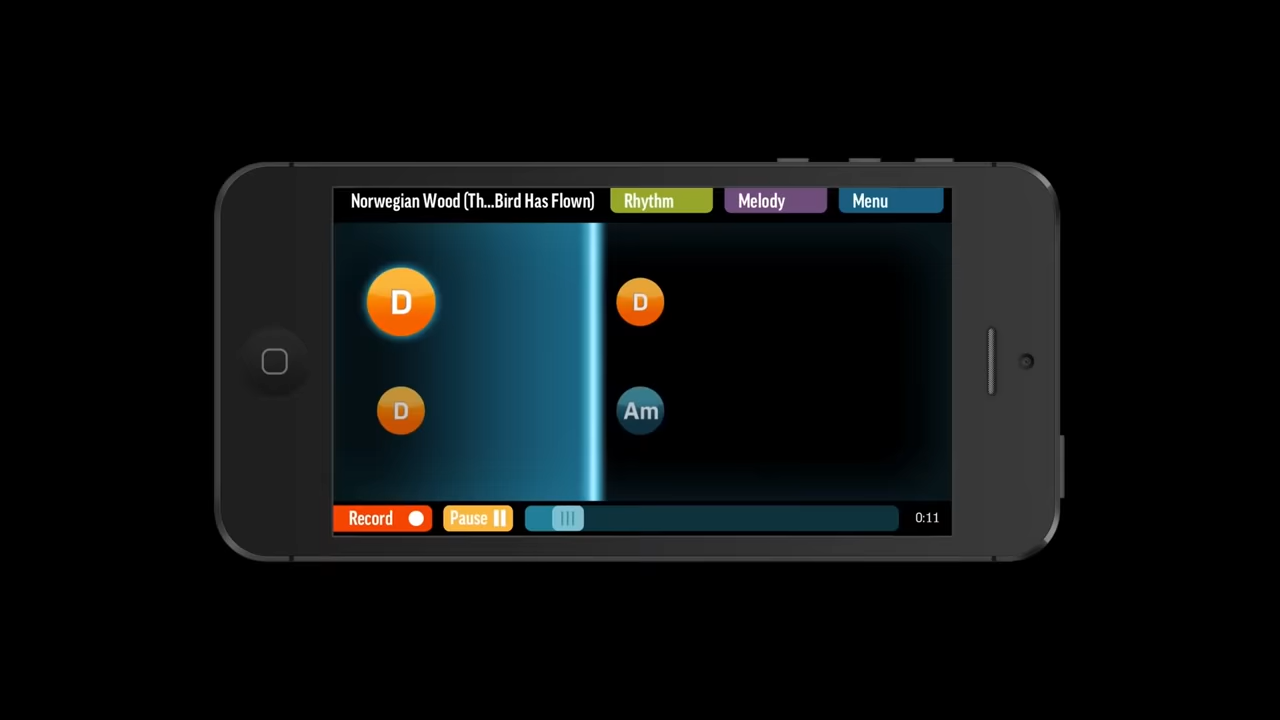 Norwegian Wood (Th...Bird Has Flown) Rhythm Melody Menu
D D
D Am
Record Pause 0:11